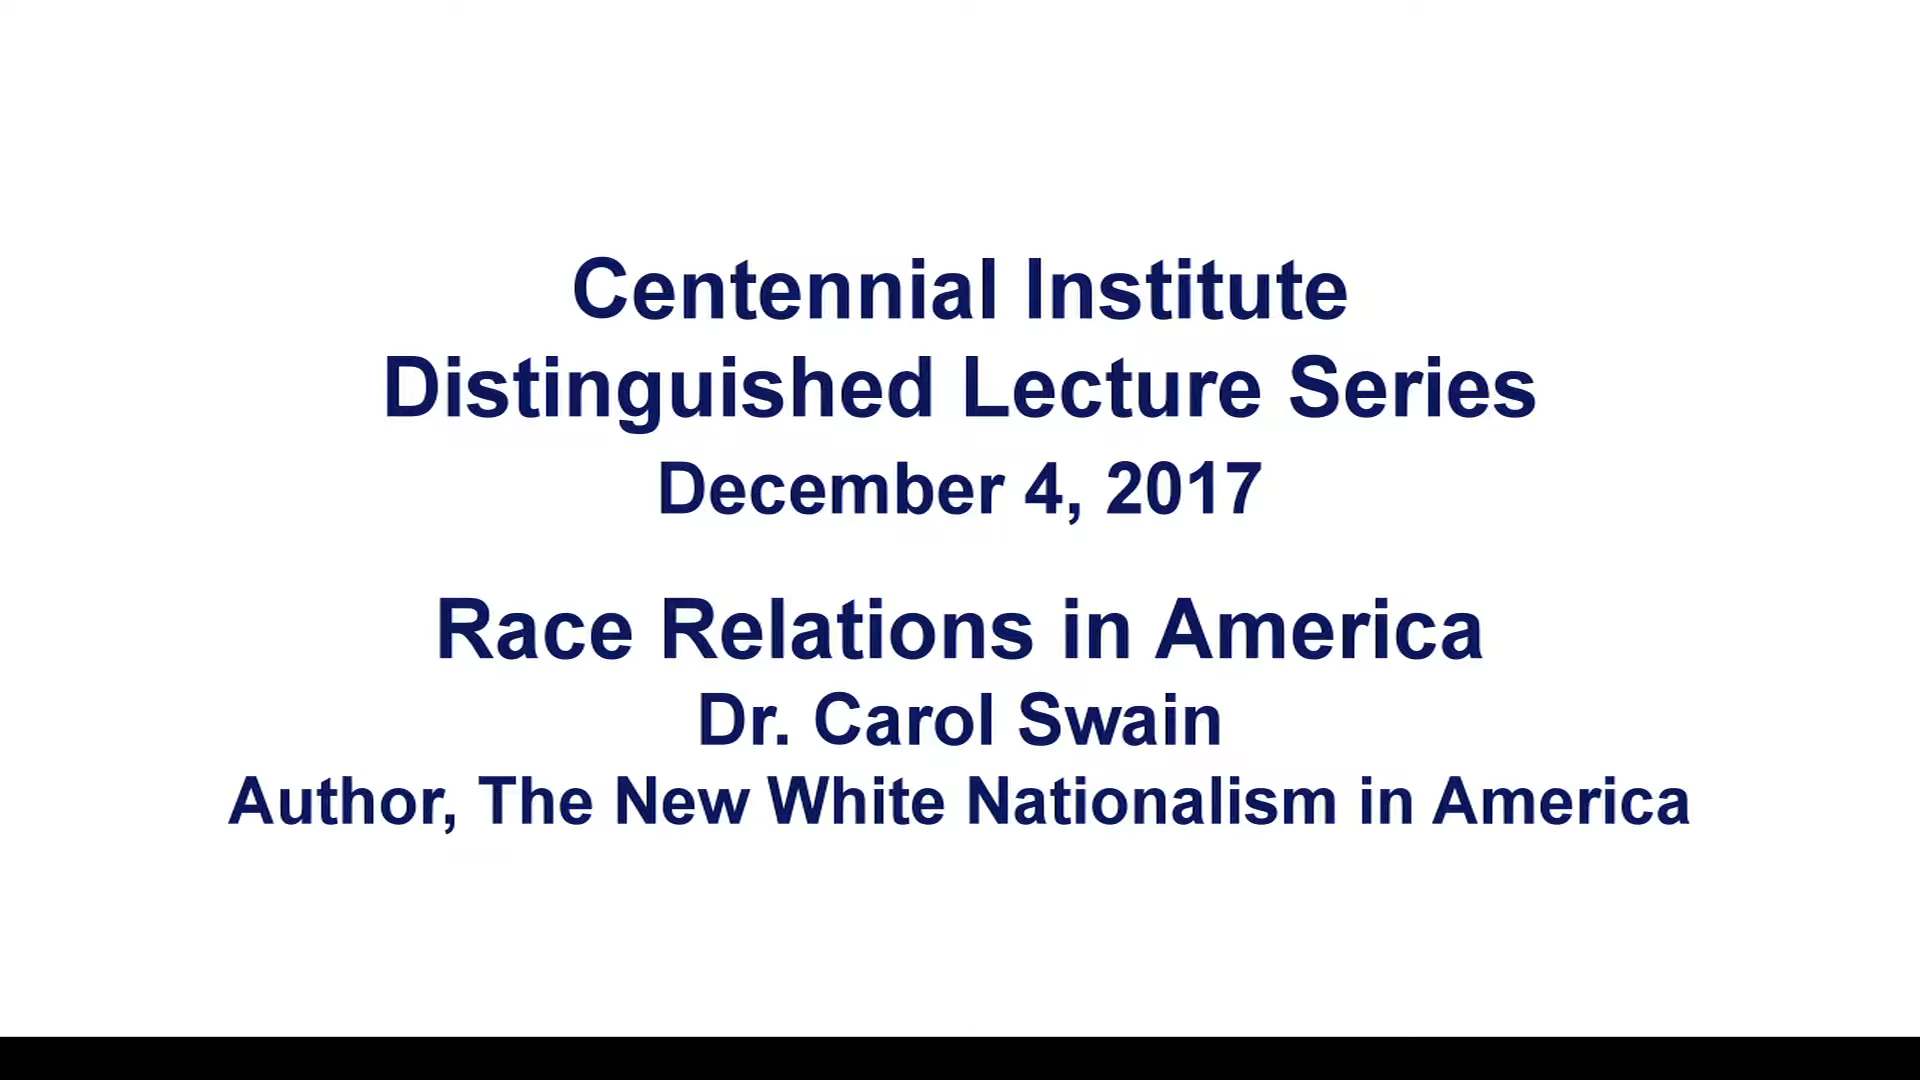 Centennial Institute
Distinguished Lecture Series
December 4, 2017
Race Relations in America
Dr. Carol Swain
Author, The New White Nationalism in America